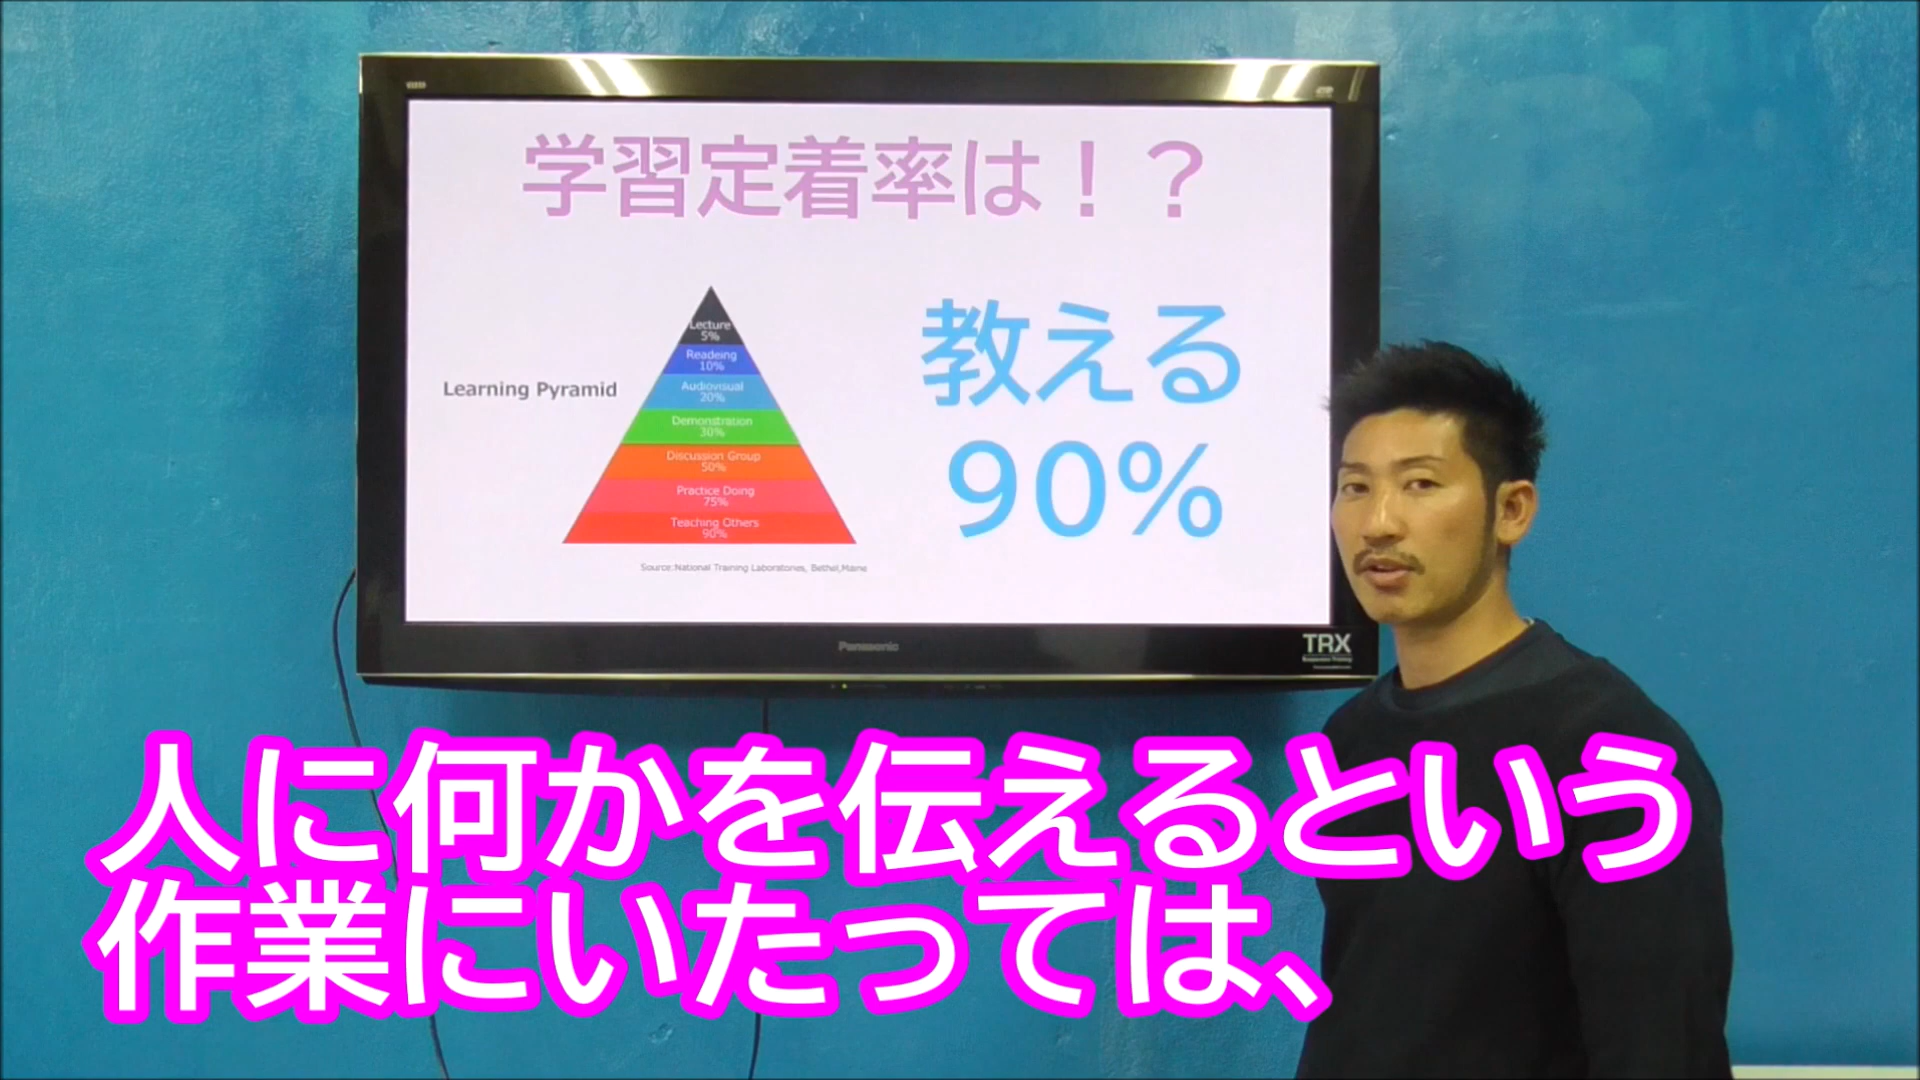 学習定着率は！？
Learning Pyramid
Lecture
5%
Readeing
10%
Audiovisual
20%
Demonstration
30%
Discussion Group
50%
Practice Doing
75%
Teaching Others
90%
Source:National Training Laboratories, Bethel,Maine
教える
90%
Panasonic
TRX
人に何かを伝えるという
作業にいたっては、